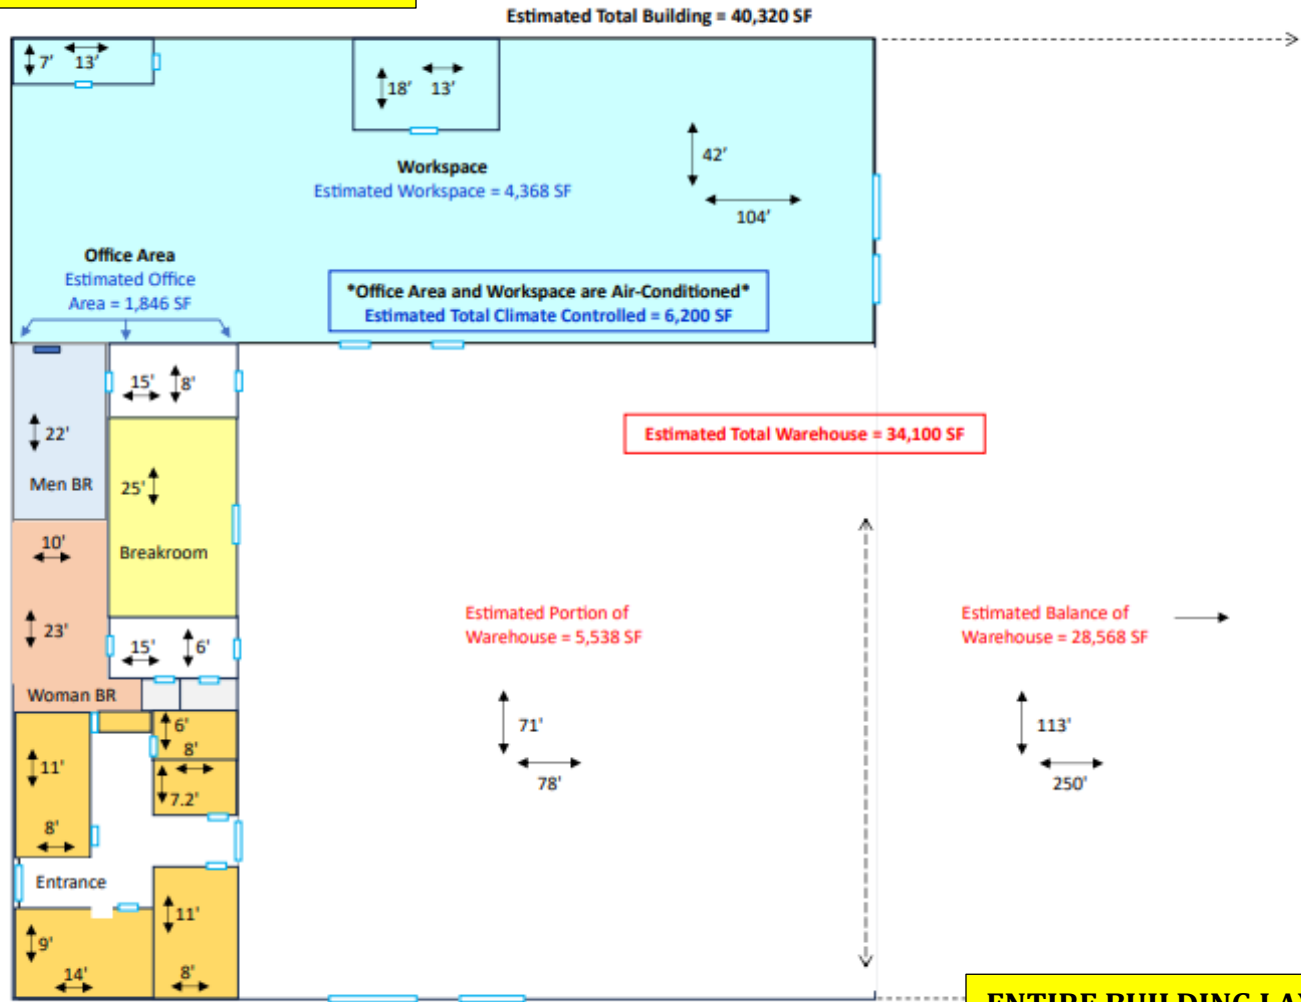 Estimated Total Building = 40,320 SF
7' 13'
18' 13'
42'
104'
Workspace
Estimated Workspace = 4,368 SF
Office Area
Estimated Office
Area = 1,846 SF
*Office Area and Workspace are Air-Conditioned*
Estimated Total Climate Controlled = 6,200 SF
15' 8'
22'
Men BR
25'
Breakroom
Estimated Total Warehouse = 34,100 SF
10'
23'
15' 6'
Woman BR
Estimated Portion of
Warehouse = 5,538 SF
Estimated Balance of
Warehouse = 28,568 SF
71'
78'
113'
250'
6'
8'
7.2'
11'
8'
Entrance
11'
8'
9'
14'
ENTIRE BUILDING